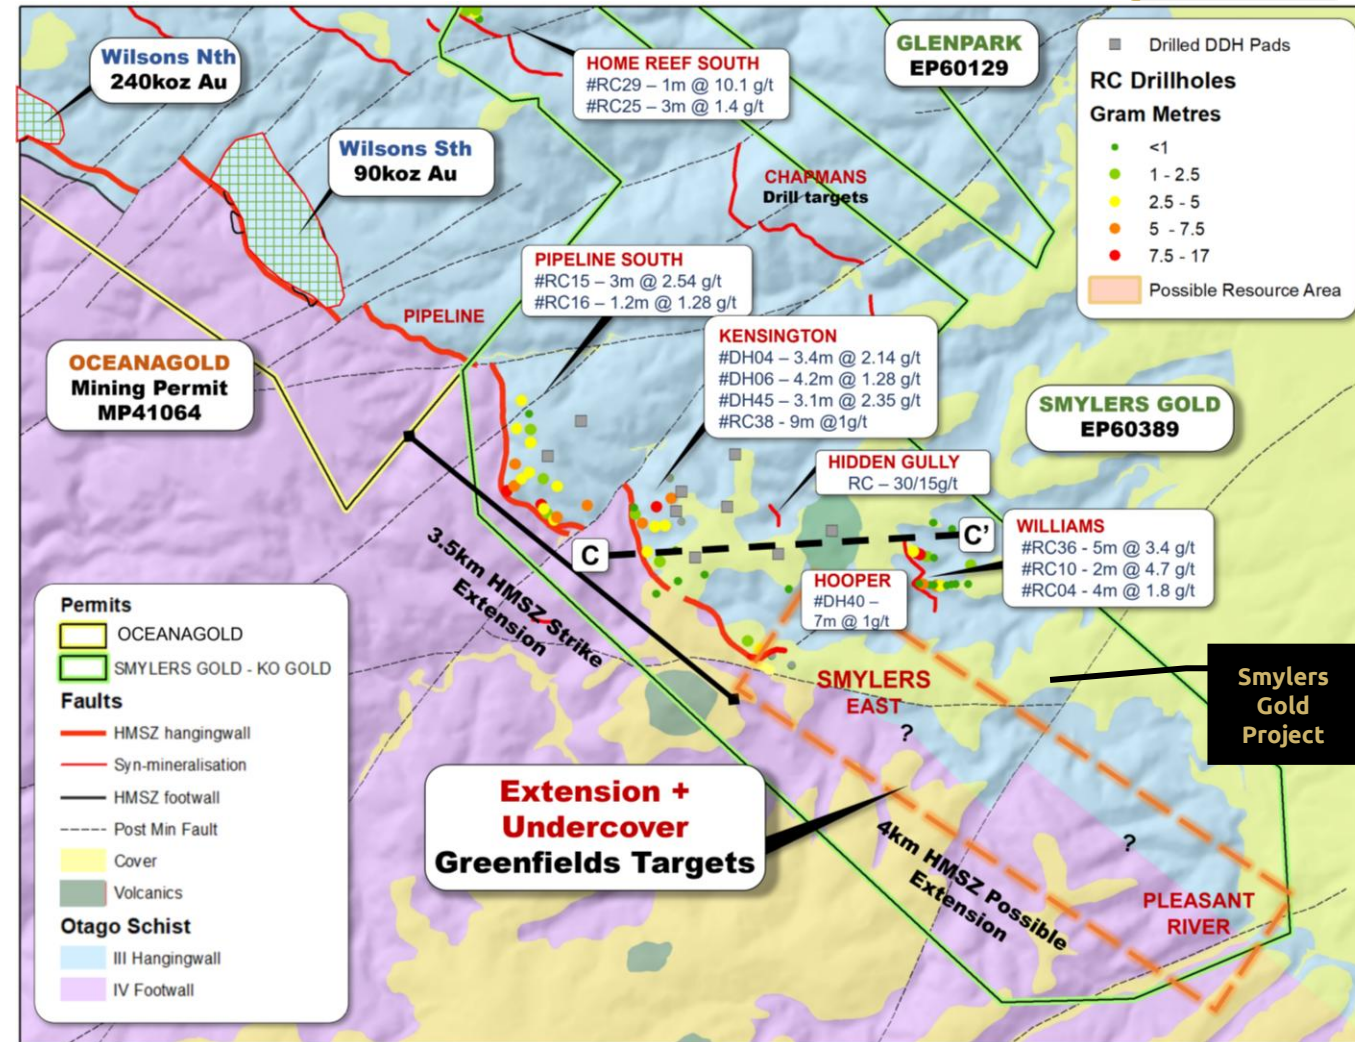 Wilsons Nth
240koz Au
Wilsons Sth
90koz Au
HOME REEF SOUTH
#RC29 – 1m @ 10.1 g/t
#RC25 – 3m @ 1.4 g/t
GLENPARK
EP60129
Drilled DDH Pads
RC Drillholes
Gram Metres
<1
1 - 2.5
2.5 - 5
5 - 7.5
7.5 - 17
Possible Resource Area
CHAPMANS
Drill targets
PIPELINE SOUTH
#RC15 – 3m @ 2.54 g/t
#RC16 – 1.2m @ 1.28 g/t
PIPELINE
KENSINGTON
#DH04 – 3.4m @ 2.14 g/t
#DH06 – 4.2m @ 1.28 g/t
#DH45 – 3.1m @ 2.35 g/t
#RC38 - 9m @1g/t
OCEANAGOLD
Mining Permit
MP41064
SMYLERS GOLD
EP60389
HIDDEN GULLY
RC – 30/15g/t
C
C'
WILLIAMS
#RC36 - 5m @ 3.4 g/t
#RC10 - 2m @ 4.7 g/t
#RC04 - 4m @ 1.8 g/t
3.5km HMSZ Strike
Extension
HOOPER
#DH40 –
7m @ 1g/t
SMYLERS
EAST
?
Smylers
Gold
Project
Extension +
Undercover
Greenfields Targets
4km HMSZ Possible
Extension
?
PLEASANT
RIVER
Permits
OCEANAGOLD
SMYLERS GOLD - KO GOLD
Faults
HMSZ hangingwall
Syn-mineralisation
HMSZ footwall
Post Min Fault
Cover
Volcanics
Otago Schist
III Hangingwall
IV Footwall